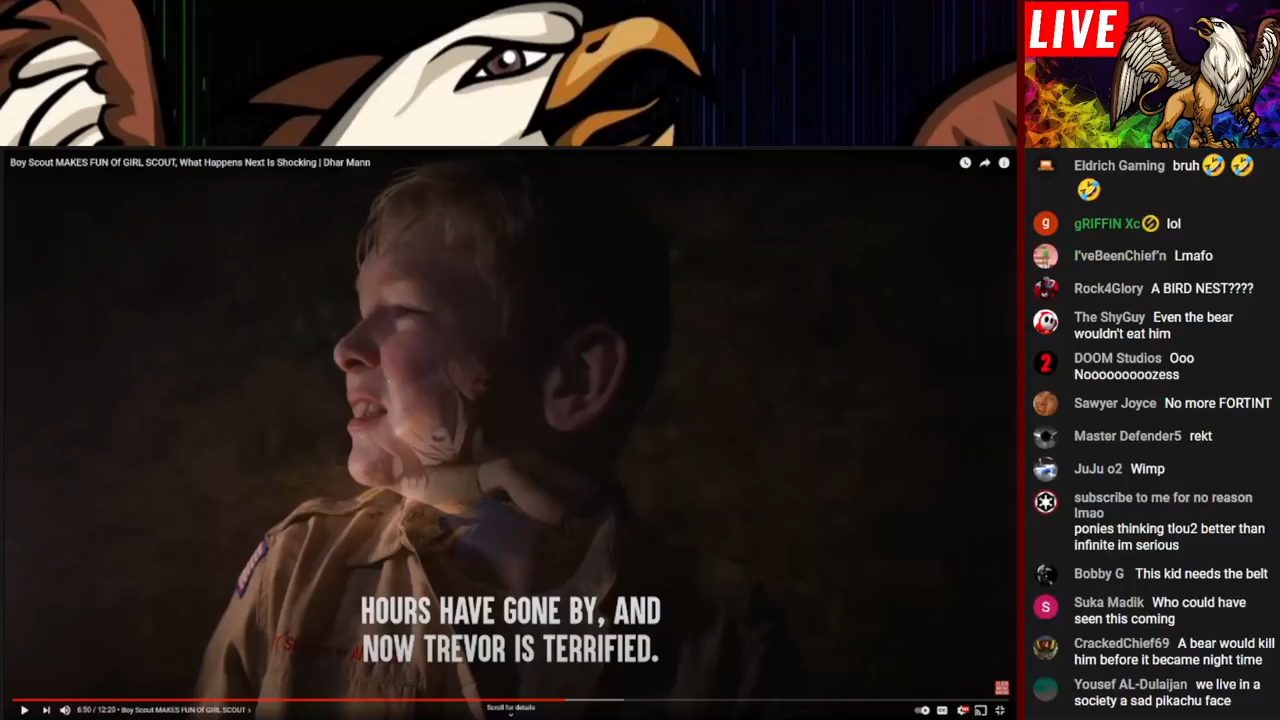 LIVE
Boy Scout MAKES FUN Of GIRL SCOUT, What Happens Next Is Shocking | Dhar Mann
HOURS HAVE GONE BY, AND
NOW TREVOR IS TERRIFIED.
6:50 / 12:20 • Boy Scout MAKES FUN Of GIRL SCOUT >
Scroll for details
Eldrich Gaming bruh
gRIFFIN Xc lol
I'veBeenChief'n Lmafo
Rock4Glory A BIRD NEST????
The ShyGuy Even the bear
wouldn't eat him
DOOM Studios Ooo
Nooooooooozess
Sawyer Joyce No more FORTINT
Master Defender5 rekt
JuJu o2 Wimp
subscribe to me for no reason
lmao
ponies thinking tlou2 better than
infinite im serious
Bobby G This kid needs the belt
Suka Madik Who could have
seen this coming
CrackedChief69 A bear would kill
him before it became night time
Yousef AL-Dulaijan we live in a
society a sad pikachu face